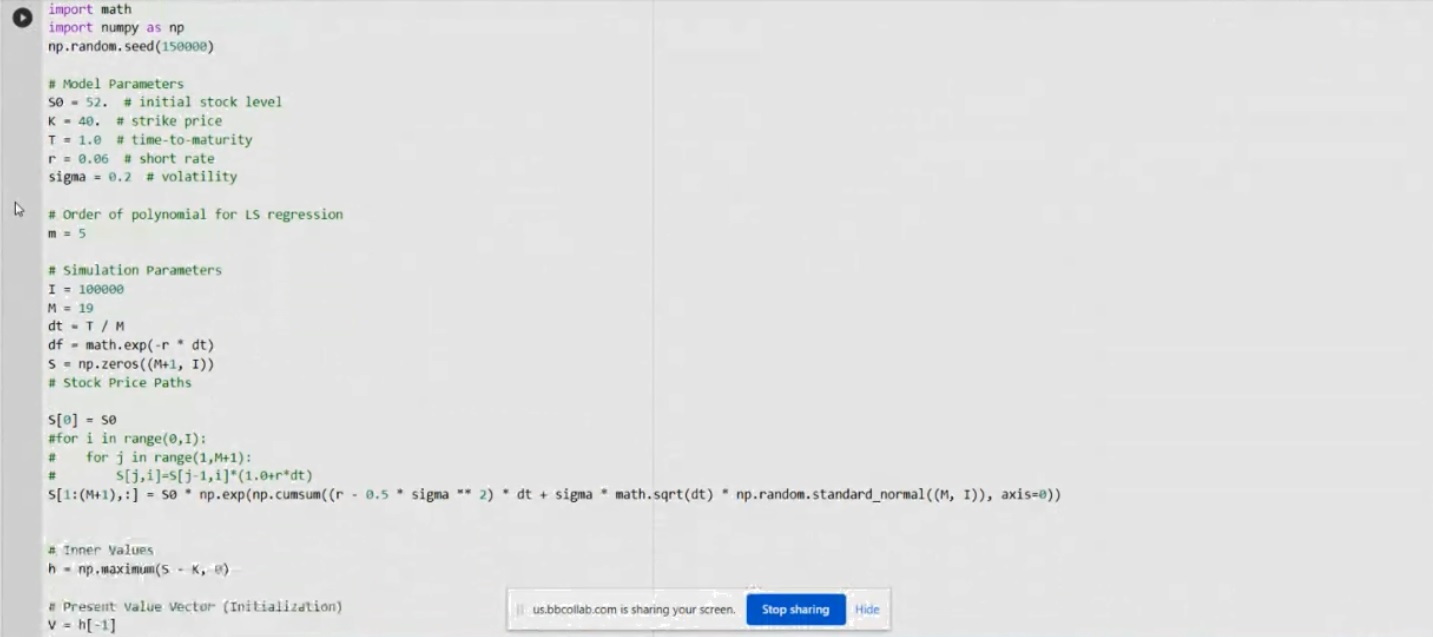 import math
import numpy as np
np.random.seed(150000)
# Model Parameters
S0 = 52.  # initial stock level
K = 40.  # strike price
T = 1.0  # time-to-maturity
r = 0.06  # short rate
sigma = 0.2  # volatility
# Order of polynomial for LS regression
m = 5
# Simulation Parameters
I = 100000
M = 19
dt = T / M
df = math.exp(-r * dt)
S = np.zeros((M+1, I))
# Stock Price Paths
S[0] = S0
#for i in range(0,I):
#    for j in range(1,M+1):
#        S[j,i]=S[j-1,i]*(1.0+r*dt)
S[1:(M+1),:] = S0 * np.exp(np.cumsum((r - 0.5 * sigma ** 2) * dt + sigma * math.sqrt(dt) * np.random.standard_normal((M, I)), axis=0))
# Inner Values
h = np.maximum(S - K, 0)
# Present Value Vector (Initialization)
V = h[-1]
us.bbcollab.com is sharing your screen. Stop sharing Hide